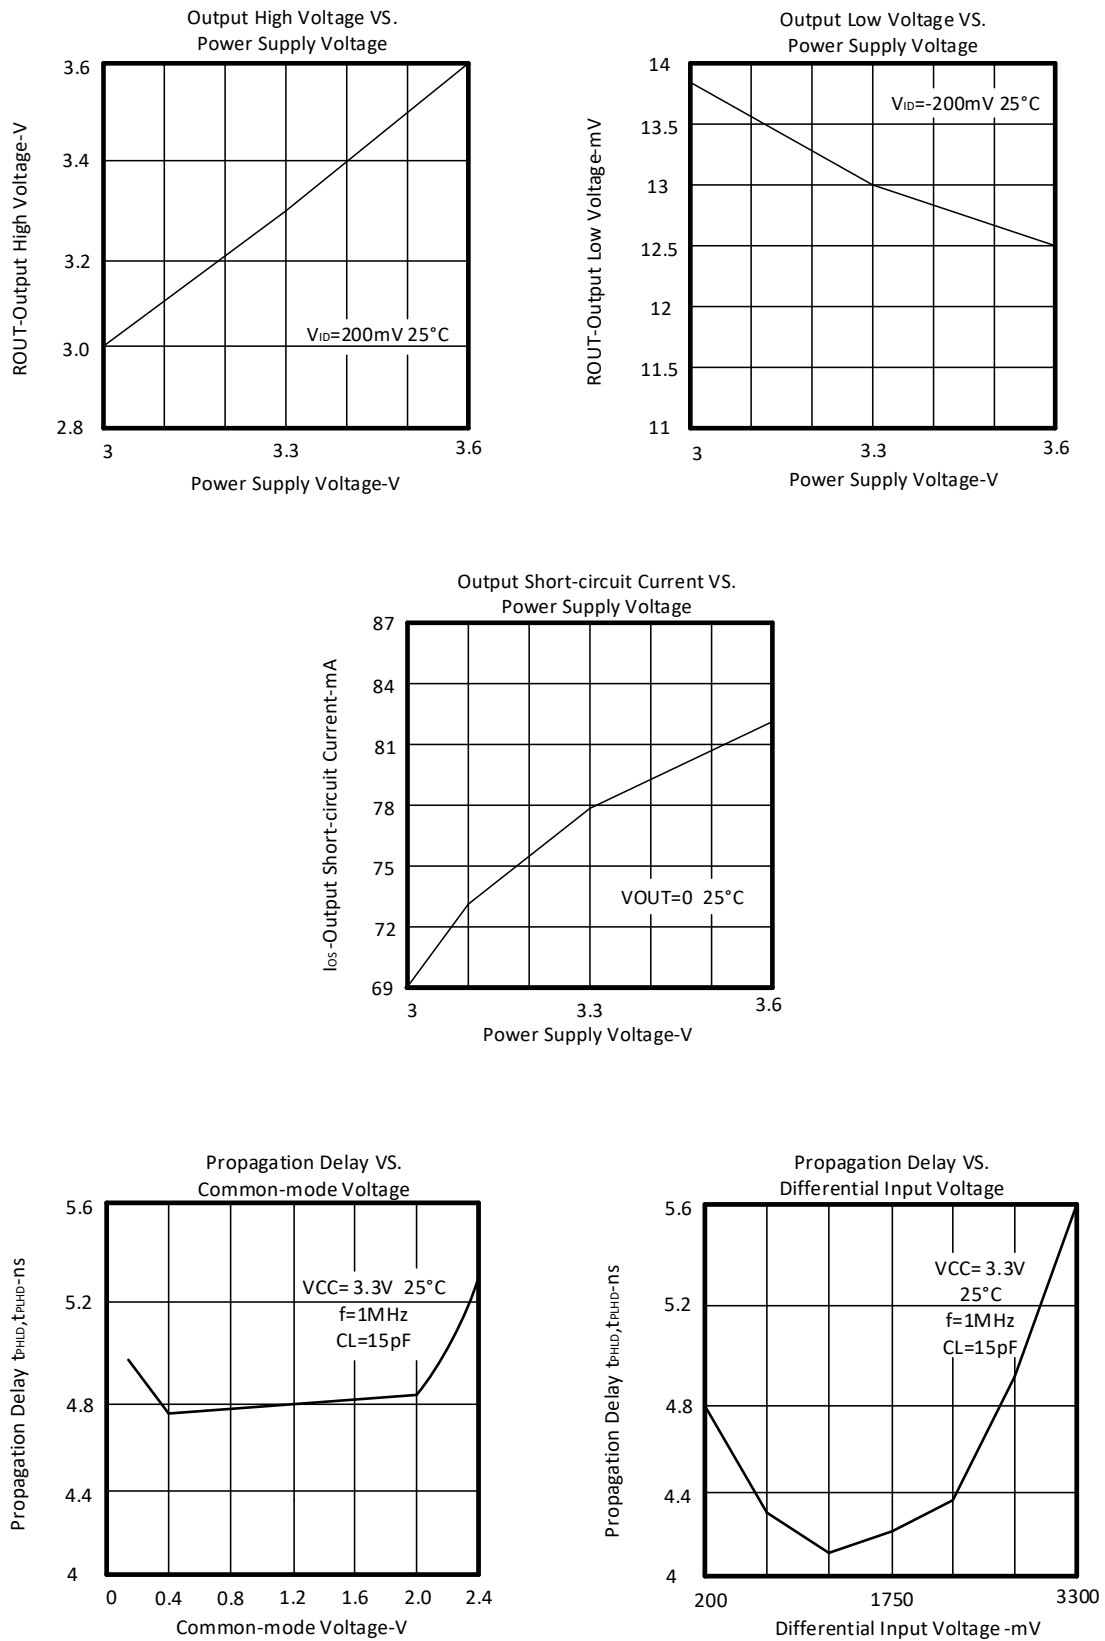 Output High Voltage VS.
Power Supply Voltage
ROUT-Output High Voltage-V
3.6
3.4
3.2
3.0
2.8
VID=200mV 25°C
3
3.3
3.6
Power Supply Voltage-V
Output Low Voltage VS.
Power Supply Voltage
ROUT-Output Low Voltage-mV
14
13.5
13
12.5
12
11.5
11
VID=-200mV 25°C
3
3.3
3.6
Power Supply Voltage-V
Output Short-circuit Current VS.
Power Supply Voltage
IOS-Output Short-circuit Current-mA
87
84
81
78
75
72
69
VOUT=0 25°C
3
3.3
3.6
Power Supply Voltage-V
Propagation Delay VS.
Common-mode Voltage
Propagation Delay tPHLD,tPLHD-ns
5.6
5.2
4.8
4.4
4
VCC= 3.3V 25°C
f=1MHz
CL=15pF
0
0.4
0.8
1.2
1.6
2.0
2.4
Common-mode Voltage-V
Propagation Delay VS.
Differential Input Voltage
Propagation Delay tPHLD,tPLHD-ns
5.6
5.2
4.8
4.4
4
VCC= 3.3V
25°C
f=1MHz
CL=15pF
200
1750
3300
Differential Input Voltage -mV